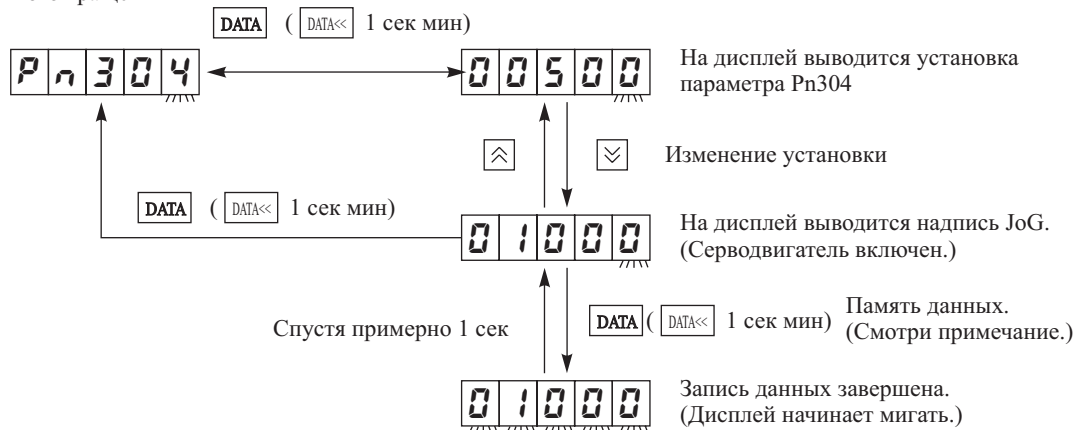 DATA ( DATA<< 1 сек мин)
Pn304
00500
На дисплей выводится установка
параметра Pn304
Изменение установки
DATA ( DATA<< 1 сек мин)
01000
На дисплей выводится надпись JoG.
(Серводвигатель включен.)
Спустя примерно 1 сек
DATA ( DATA<< 1 сек мин)
Память данных.
(Смотри примечание.)
01000
Запись данных завершена.
(Дисплей начинает мигать.)